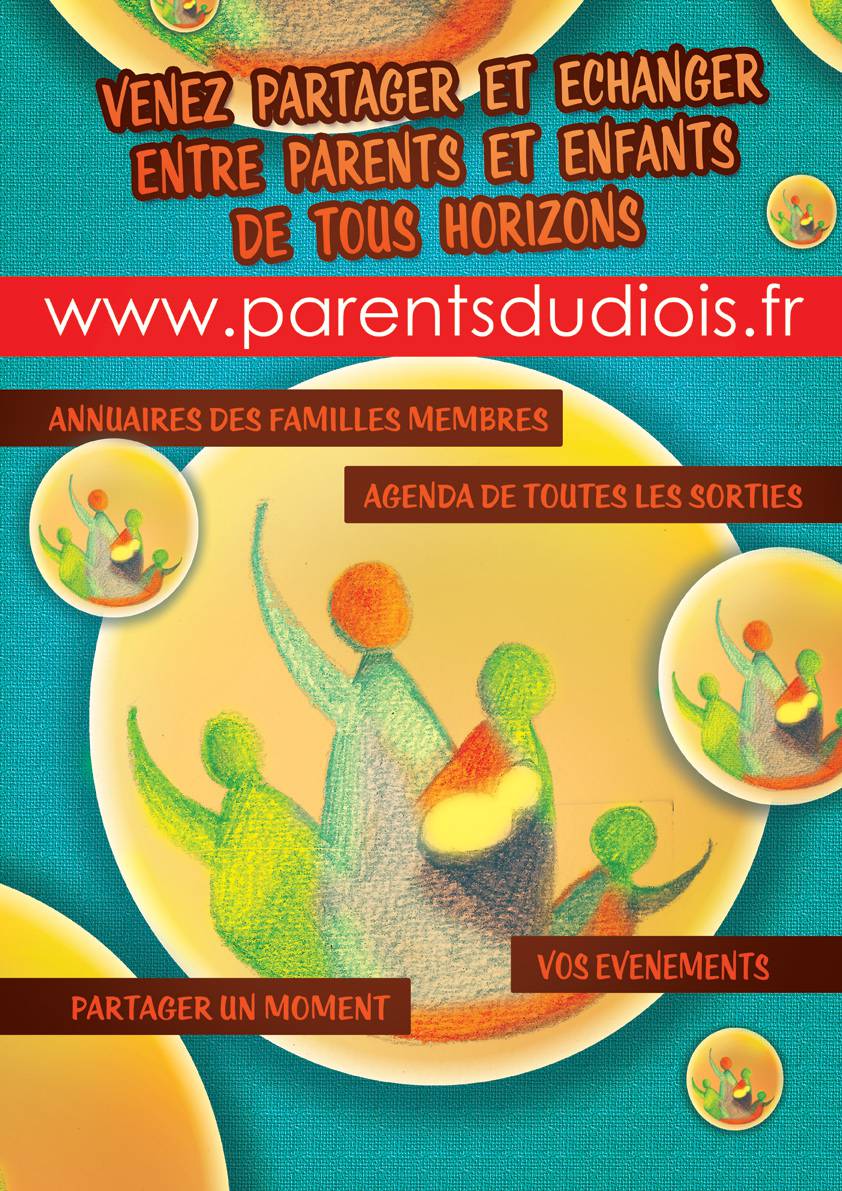 VENEZ PARTAGER ET ECHANGER
ENTRE PARENTS ET ENFANTS
DE TOUS HORIZONS
www.parentsdudiois.fr
ANNUAIRES DES FAMILLES MEMBRES
AGENDA DE TOUTES LES SORTIES
VOS EVENEMENTS
PARTAGER UN MOMENT